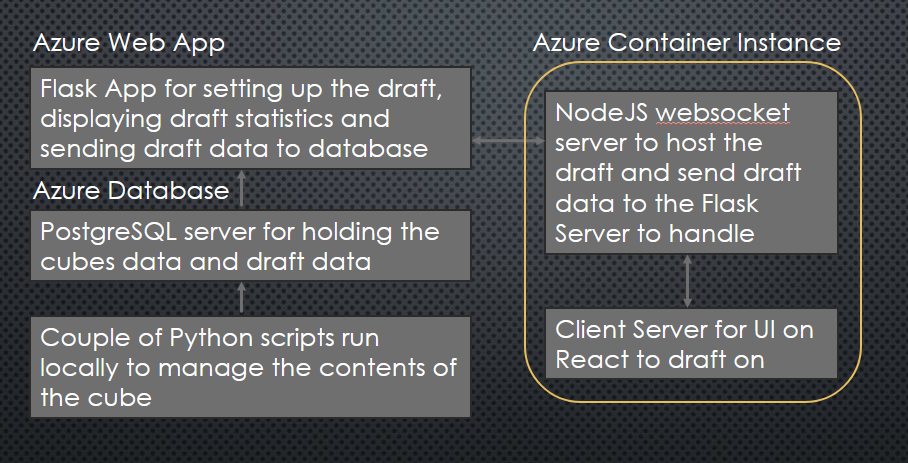 Azure Web App
Flask App for setting up the draft,
displaying draft statistics and
sending draft data to database
Azure Database
PostgreSQL server for holding the
cubes data and draft data
Couple of Python scripts run
locally to manage the contents of
the cube
Azure Container Instance
NodeJS websocket
server to host the
draft and send draft
data to the Flask
Server to handle
Client Server for UI on
React to draft on